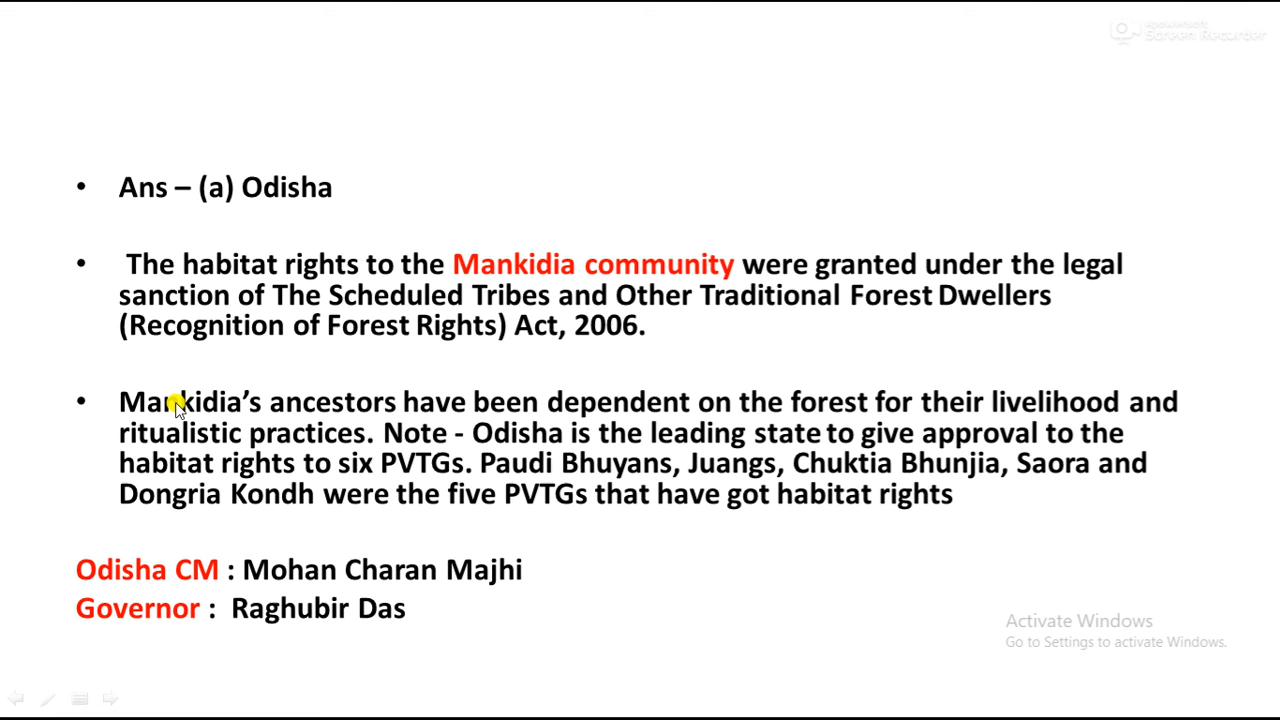 Apowersoft
Screen Recorder
• Ans – (a) Odisha
• The habitat rights to the Mankidia community were granted under the legal
sanction of The Scheduled Tribes and Other Traditional Forest Dwellers
(Recognition of Forest Rights) Act, 2006.
• Mankidia’s ancestors have been dependent on the forest for their livelihood and
ritualistic practices. Note - Odisha is the leading state to give approval to the
habitat rights to six PVTGs. Paudi Bhuyans, Juangs, Chuktia Bhunjia, Saora and
Dongria Kondh were the five PVTGs that have got habitat rights
Odisha CM : Mohan Charan Majhi
Governor : Raghubir Das
Activate Windows
Go to Settings to activate Windows.